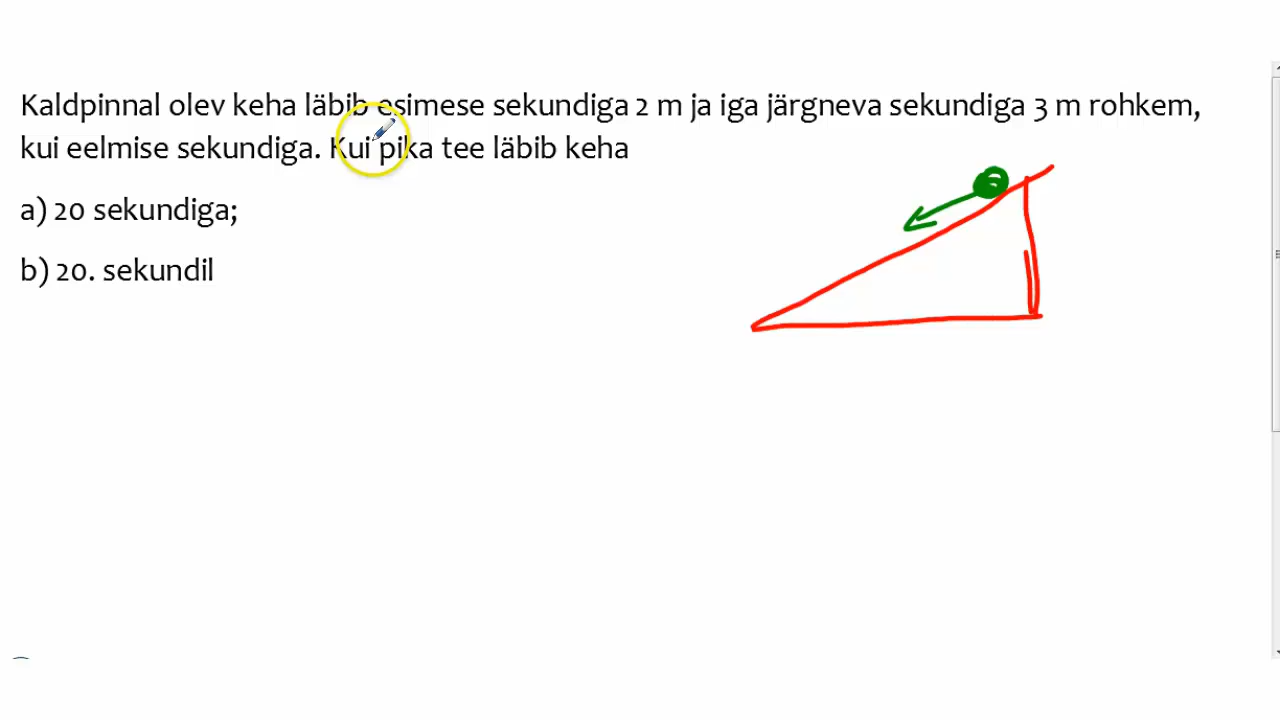 Kaldpinnal olev keha läbib esimese sekundiga 2 m ja iga järgneva sekundiga 3 m rohkem,
kui eelmise sekundiga. Kui pika tee läbib keha
a) 20 sekundiga;
b) 20. sekundil